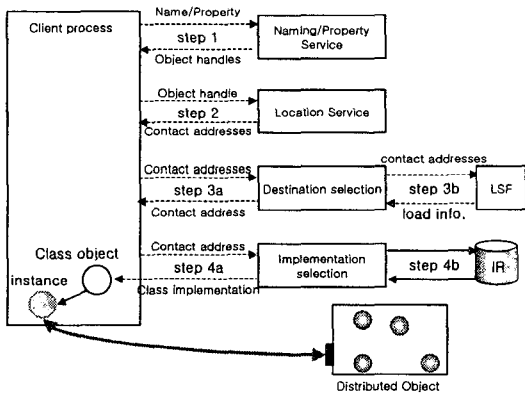 Client process
Name/Property
step 1
Object handles
Naming/Property
Service
Object handle
step 2
Contact addresses
Location Service
Contact addresses
step 3a
Contact address
Destination selection
contact addresses
step 3b
load info.
LSF
Contact address
step 4a
Class implementation
Implementation
selection
step 4b
IR
Class object
instance
Distributed Object